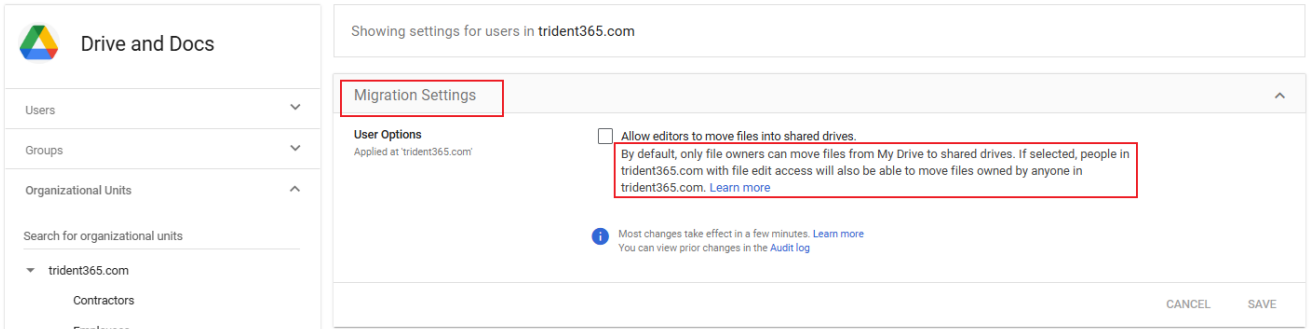 Drive and Docs
Users
Groups
Organizational Units
Search for organizational units
trident365.com
Contractors
Showing settings for users in trident365.com
Migration Settings
User Options
Applied at 'trident365.com'
Allow editors to move files into shared drives.
By default, only file owners can move files from My Drive to shared drives. If selected, people in
trident365.com with file edit access will also be able to move files owned by anyone in
trident365.com. Learn more
Most changes take effect in a few minutes. Learn more
You can view prior changes in the Audit log
CANCEL SAVE